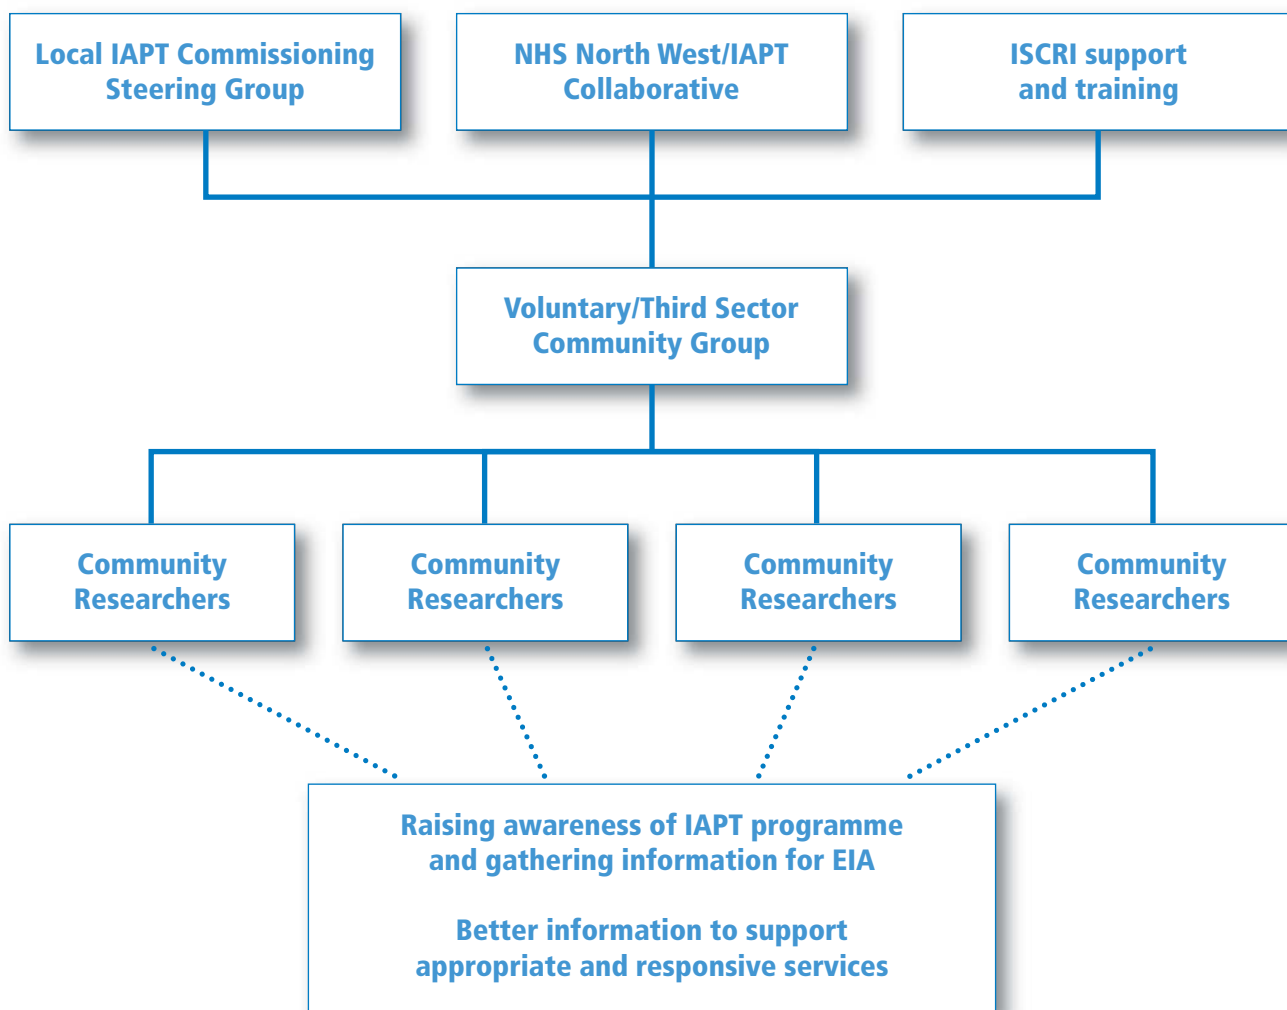 Local IAPT Commissioning
Steering Group
NHS North West/IAPT
Collaborative
ISCRI support
and training
Voluntary/Third Sector
Community Group
Community
Researchers
Community
Researchers
Community
Researchers
Community
Researchers
Raising awareness of IAPT programme
and gathering information for EIA
Better information to support
appropriate and responsive services